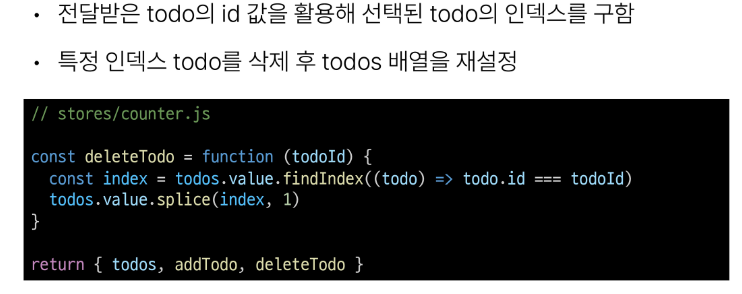 • 전달받은 todo의 id 값을 활용해 선택된 todo의 인덱스를 구함
• 특정 인덱스 todo를 삭제 후 todos 배열을 재설정
// stores/counter.js
const deleteTodo = function (todoId) {
  const index = todos.value.findIndex((todo) => todo.id === todoId)
  todos.value.splice(index, 1)
}
return { todos, addTodo, deleteTodo }